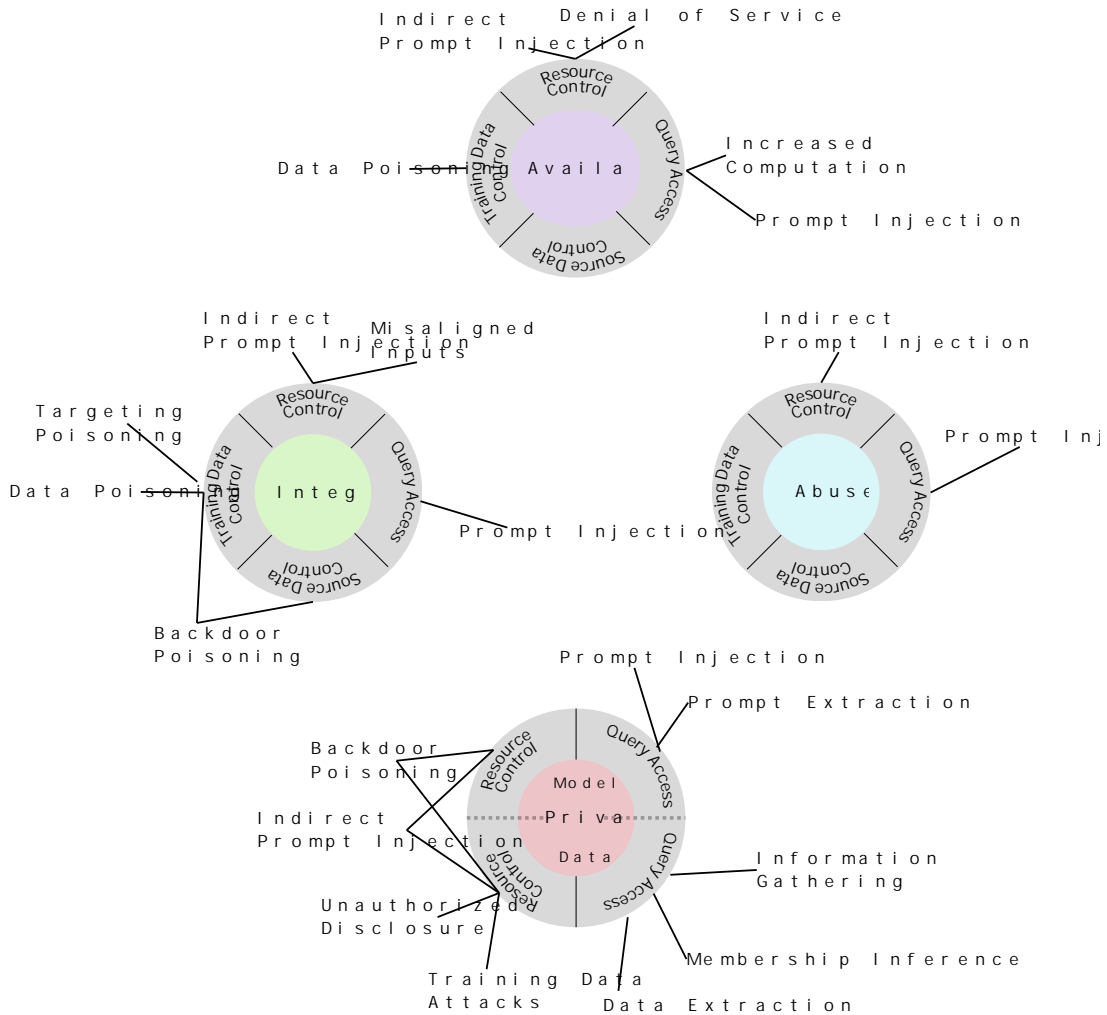 Indirect
Prompt Injection
Denial of Service
Resource
Control
Training Data
Control
Query Access
Source Data
Control
Availa
Data Poisoning
Increased
Computation
Prompt Injection
Indirect
Prompt Injection
Misaligned
Inputs
Targeting
Poisoning
Data Poisoning
Resource
Control
Training Data
Control
Query Access
Source Data
Control
Integ
Prompt Injection
Backdoor
Poisoning
Indirect
Prompt Injection
Resource
Control
Training Data
Control
Query Access
Source Data
Control
Abuse
Prompt Inj
Prompt Injection
Prompt Extraction
Backdoor
Poisoning
Indirect
Prompt Injection
Resource
Control
Query Access
Model
Priva
Data
Resource
Control
Query Access
Unauthorized
Disclosure
Training Data
Attacks
Information
Gathering
Membership Inference
Data Extraction